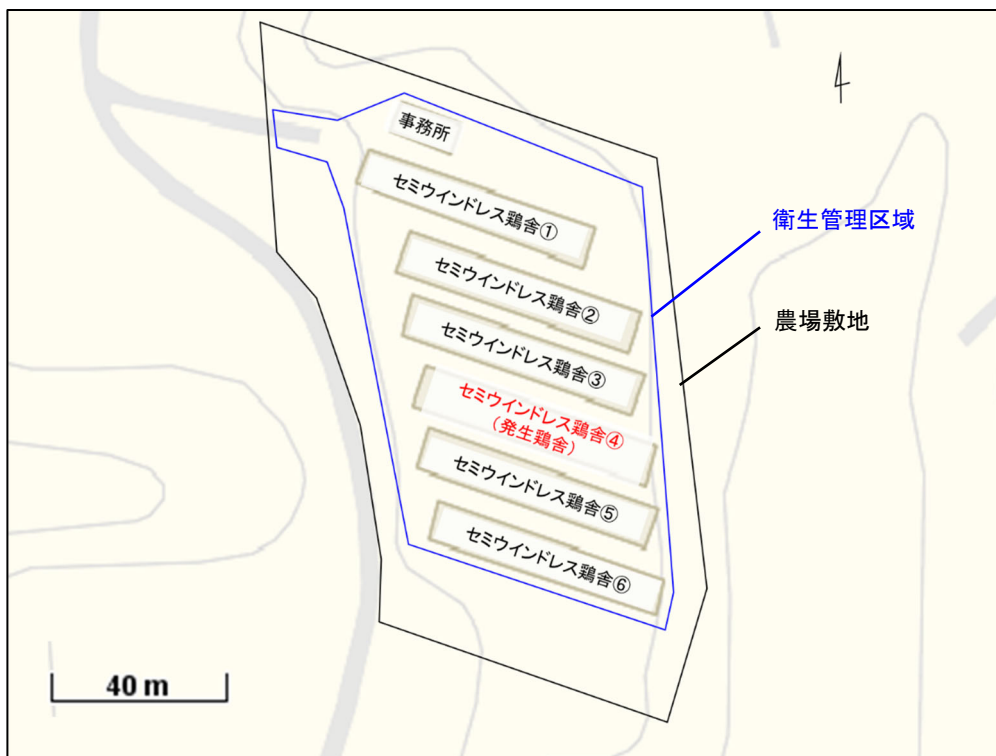 事務所
セミウインドレス鶏舎①
セミウインドレス鶏舎②
セミウインドレス鶏舎③
セミウインドレス鶏舎④
（発生鶏舎）
セミウインドレス鶏舎⑤
セミウインドレス鶏舎⑥
衛生管理区域
農場敷地
40 m